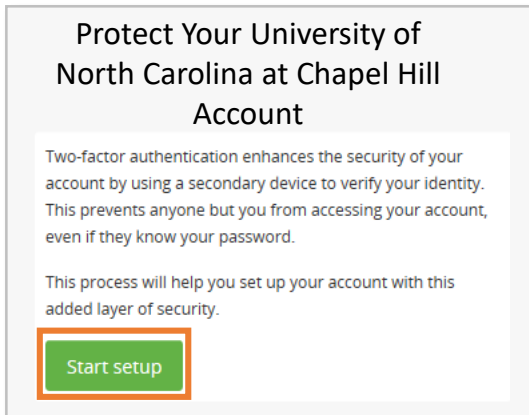 Protect Your University of
North Carolina at Chapel Hill
Account
Two-factor authentication enhances the security of your
account by using a secondary device to verify your identity.
This prevents anyone but you from accessing your account,
even if they know your password.
This process will help you set up your account with this
added layer of security.
Start setup